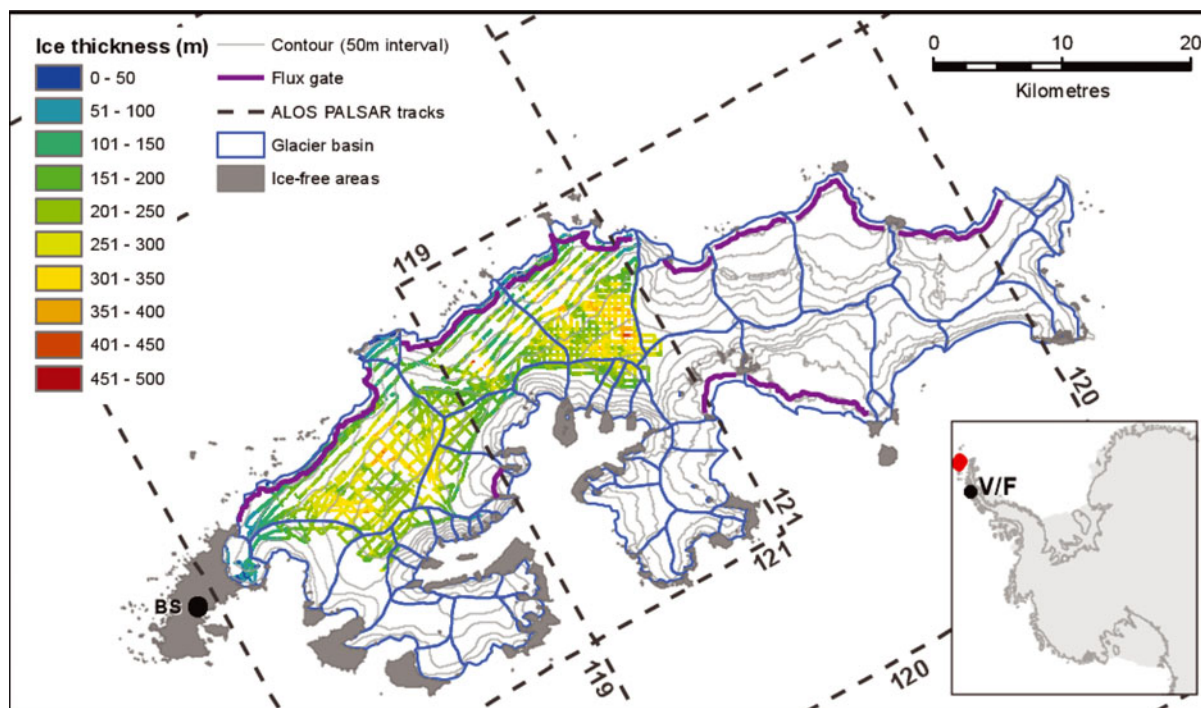 Ice thickness (m)
0 - 50
51 - 100
101 - 150
151 - 200
201 - 250
251 - 300
301 - 350
351 - 400
401 - 450
451 - 500
Contour (50m interval)
Flux gate
ALOS PALSAR tracks
Glacier basin
Ice-free areas
0 10 20
Kilometres
119
120
121
121
BS
119
120
V/F